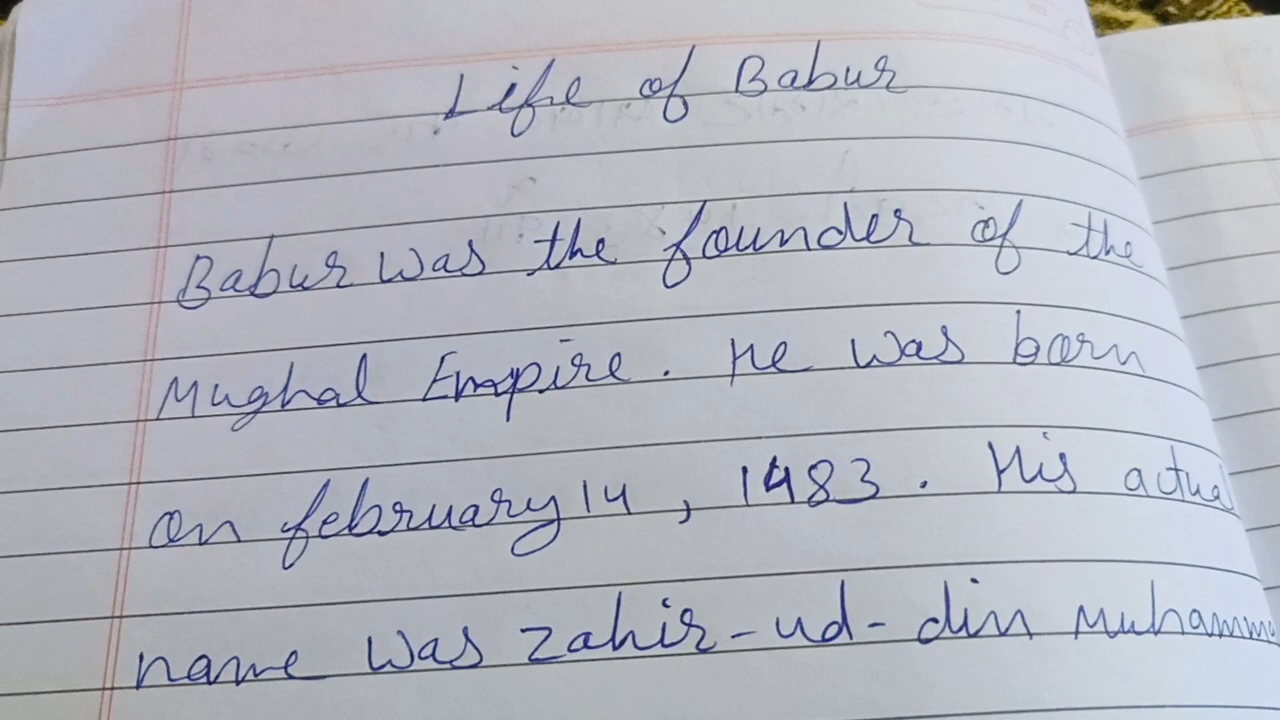 Life of Babur
Babur was the founder of the
Mughal Empire. He was born
on february 14, 1483. His actual
name was Zahir-ud-din Muhamm